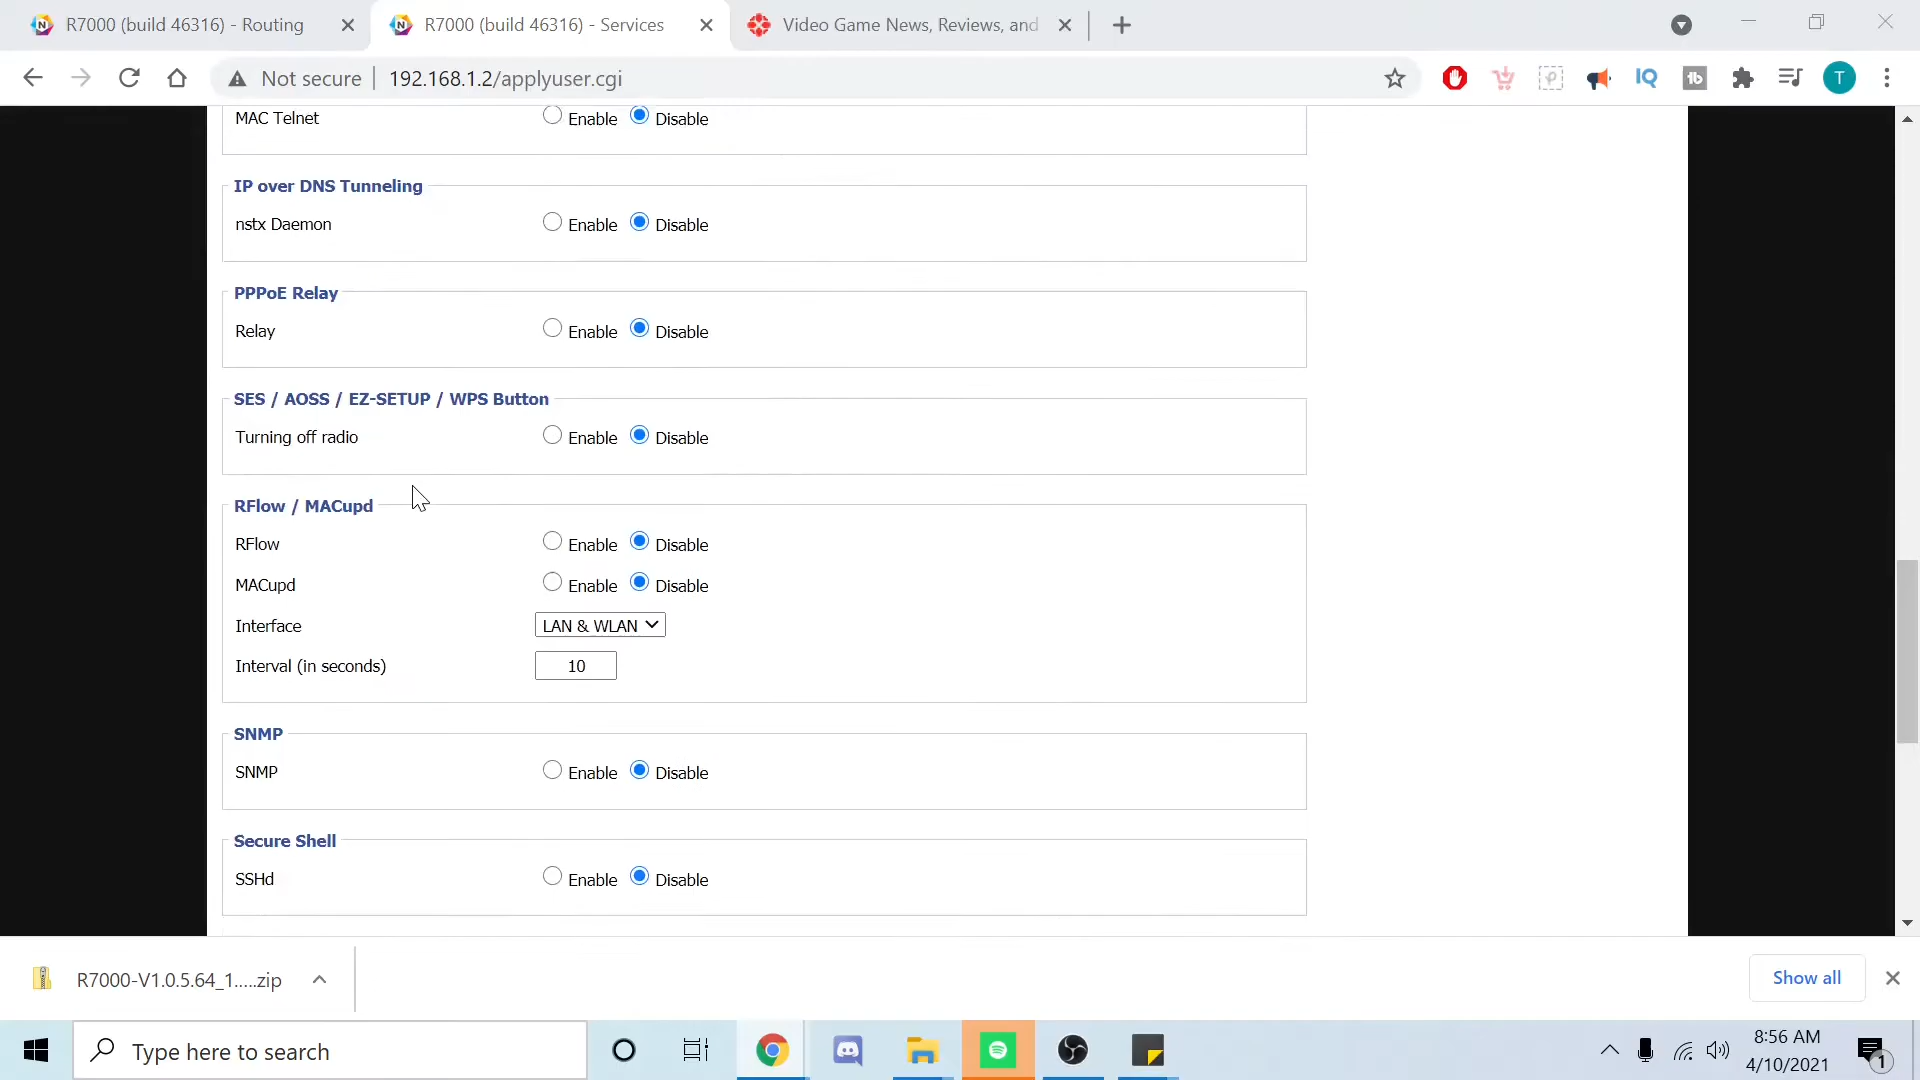 R7000 (build 46316) - Routing
R7000 (build 46316) - Services
Video Game News, Reviews, and
Not secure
192.168.1.2/applyuser.cgi
IQ
tb
T
MAC Telnet
Enable
Disable
IP over DNS Tunneling
nstx Daemon
Enable
Disable
PPPoE Relay
Relay
Enable
Disable
SES / AOSS / EZ-SETUP / WPS Button
Turning off radio
Enable
Disable
RFlow / MACupd
RFlow
Enable
Disable
MACupd
Enable
Disable
Interface
LAN & WLAN
Interval (in seconds)
10
SNMP
SNMP
Enable
Disable
Secure Shell
SSHd
Enable
Disable
R7000-V1.0.5.64_1.....zip
Show all
Type here to search
8:56 AM
4/10/2021
1